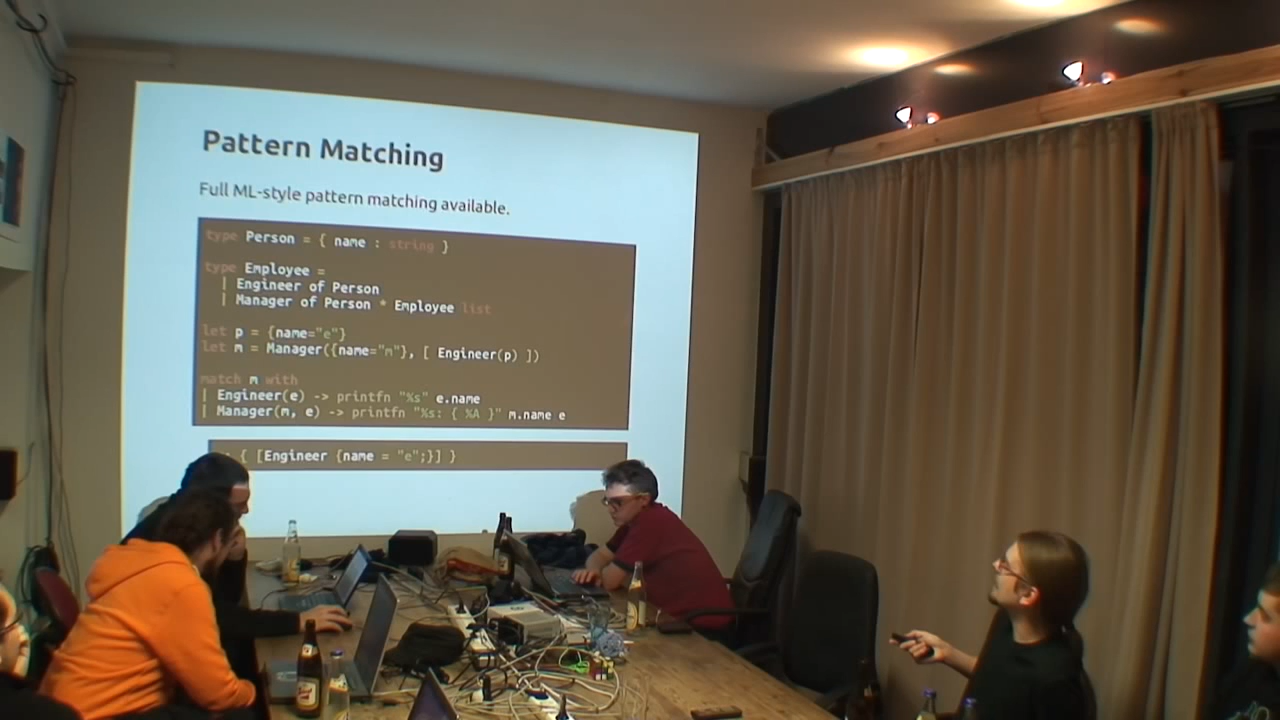 Pattern Matching
Full ML-style pattern matching available.
type Person = { name : string }
type Employee =
| Engineer of Person
| Manager of Person * Employee list
let p = {name="e"}
let m = Manager({name="m"}, [ Engineer(p) ])
match m with
| Engineer(e) -> printfn "%s" e.name
| Manager(m, e) -> printfn "%s: { %A }" m.name e
: { [Engineer {name = "e";}] }